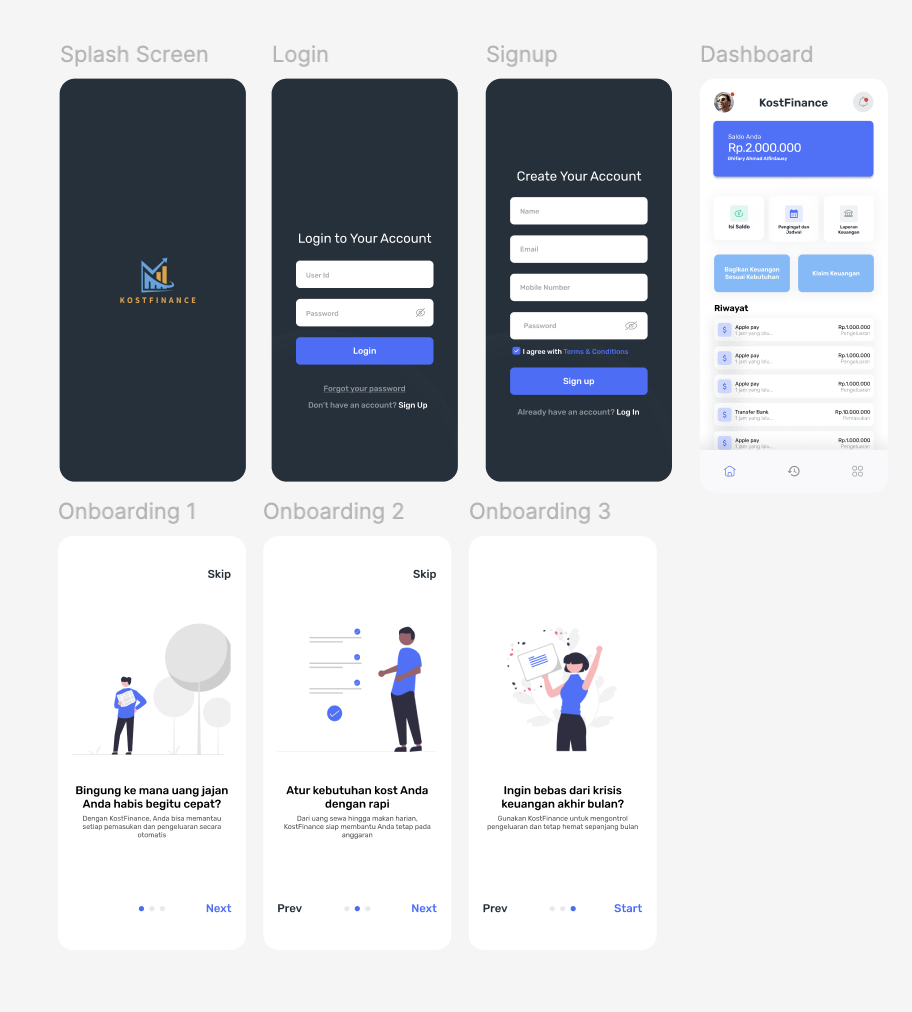 Splash Screen
KOSTFINANCE
Login
Login to Your Account
User Id
Password
Login
Forgot your password
Don't have an account? Sign Up
Signup
Create Your Account
Name
Email
Mobile Number
Password
I agree with Terms & Conditions
Sign up
Already have an account? Log In
Dashboard
KostFinance
Saldo Anda
Rp.2.000.000
Bhifary Ahmad Alfirdausy
Isi Saldo
Pengingat dan
Jadwal
Laporan
Keuangan
Bagikan Keuangan
Sesuai Kebutuhan
Klaim Keuangan
Riwayat
$ Apple pay Rp.1.000.000
1 jam yang lalu... Pengeluaran
$ Apple pay Rp.1.000.000
1 jam yang lalu... Pengeluaran
$ Apple pay Rp.1.000.000
1 jam yang lalu... Pengeluaran
$ Transfer Bank Rp.10.000.000
1 jam yang lalu... Pemasukan
$ Apple pay Rp.1.000.000
1 jam yang lalu... Pengeluaran
Onboarding 1
Skip
Bingung ke mana uang jajan
Anda habis begitu cepat?
Dengan KostFinance, Anda bisa memantau
setiap pemasukan dan pengeluaran secara
otomatis
Next
Onboarding 2
Skip
Atur kebutuhan kost Anda
dengan rapi
Dari uang sewa hingga makan harian,
KostFinance siap membantu Anda tetap pada
anggaran
Prev
Next
Onboarding 3
Ingin bebas dari krisis
keuangan akhir bulan?
Gunakan KostFinance untuk mengontrol
pengeluaran dan tetap hemat sepanjang bulan
Prev
Start